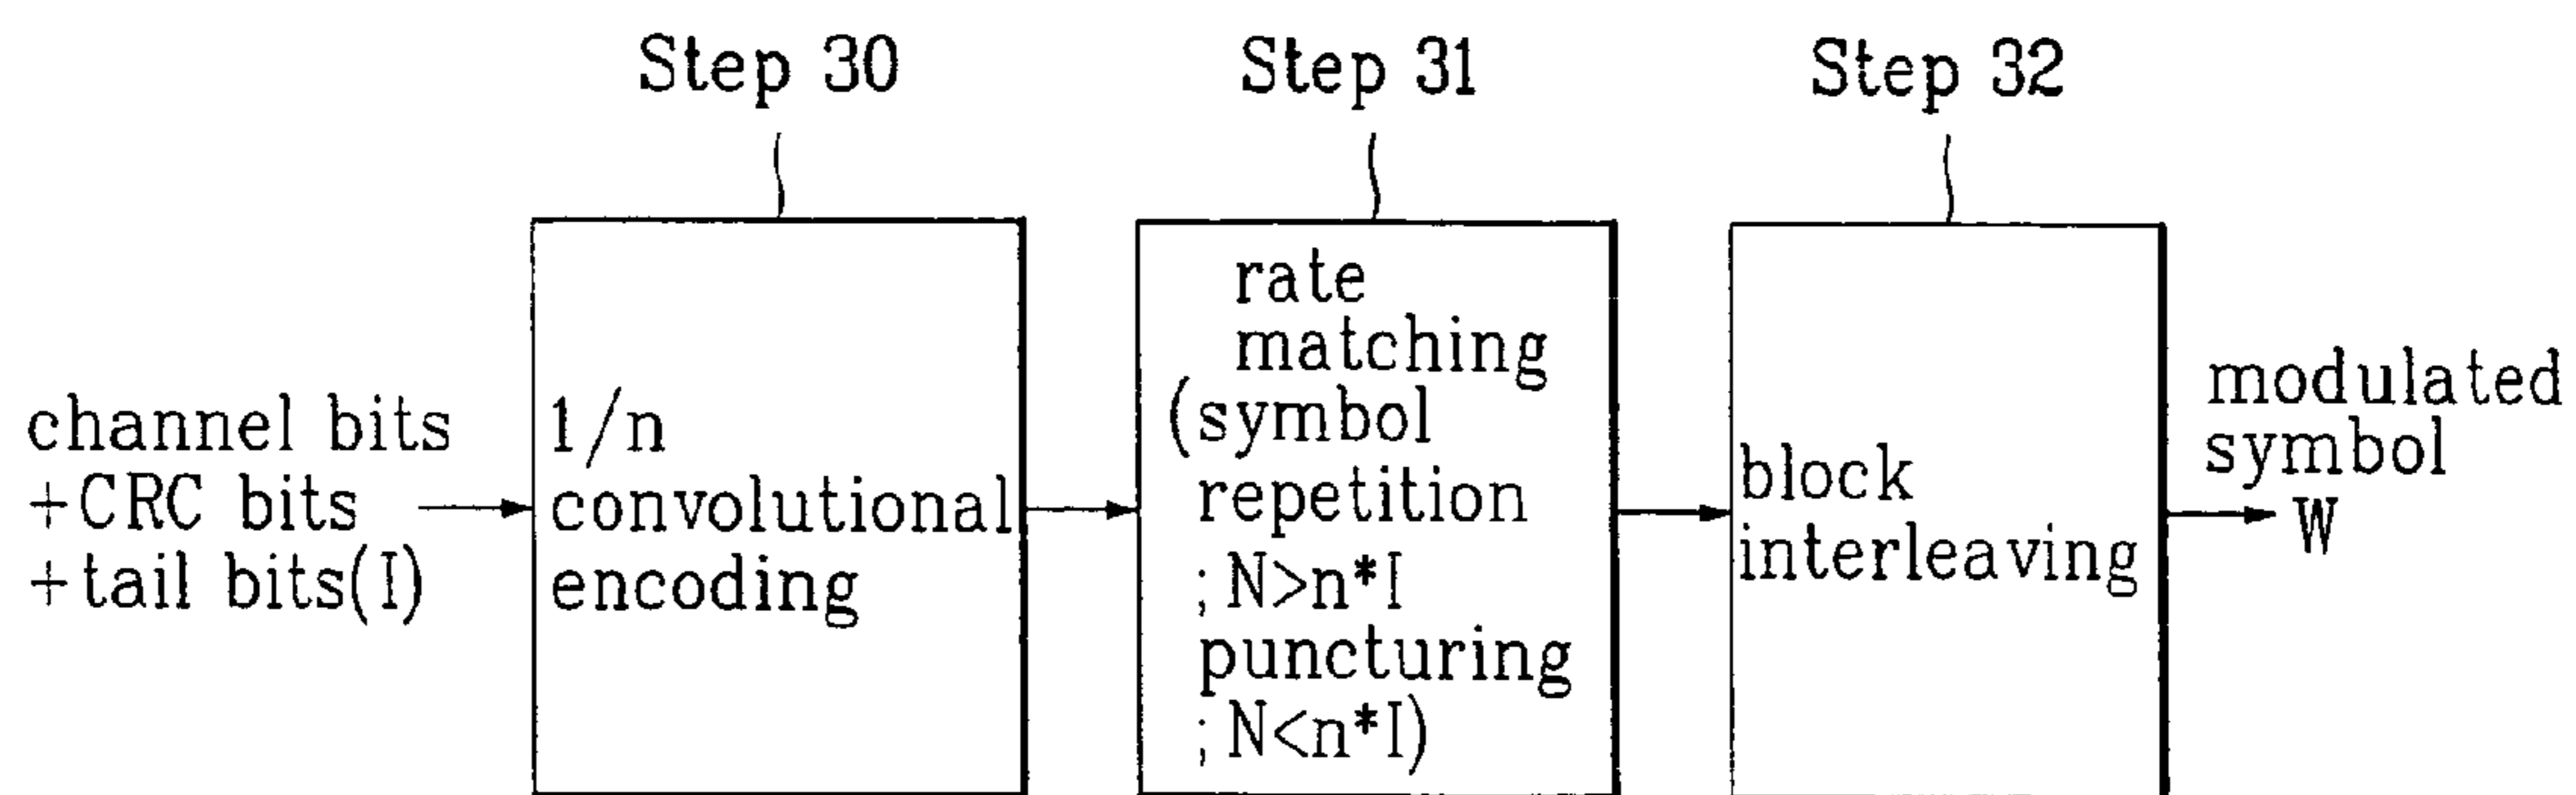 Step 30
Step 31
Step 32
channel bits
+CRC bits
+tail bits(I)
1/n
convolutional
encoding
rate
matching
(symbol
repetition
; N>n*I
puncturing
; N<n*I)
block
interleaving
modulated
symbol
W